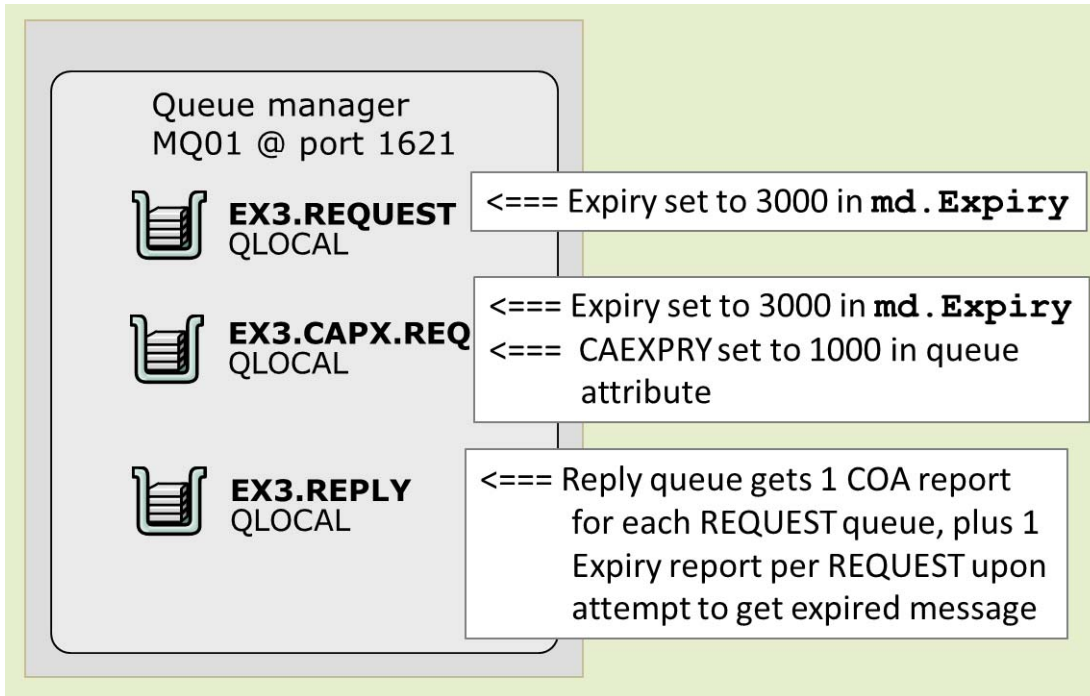 Queue manager
MQ01 @ port 1621
EX3.REQUEST
QLOCAL
<=== Expiry set to 3000 in md.Expiry
EX3.CAPX.REQ
QLOCAL
<=== Expiry set to 3000 in md.Expiry
<=== CAEXPRY set to 1000 in queue
attribute
EX3.REPLY
QLOCAL
<=== Reply queue gets 1 COA report
for each REQUEST queue, plus 1
Expiry report per REQUEST upon
attempt to get expired message